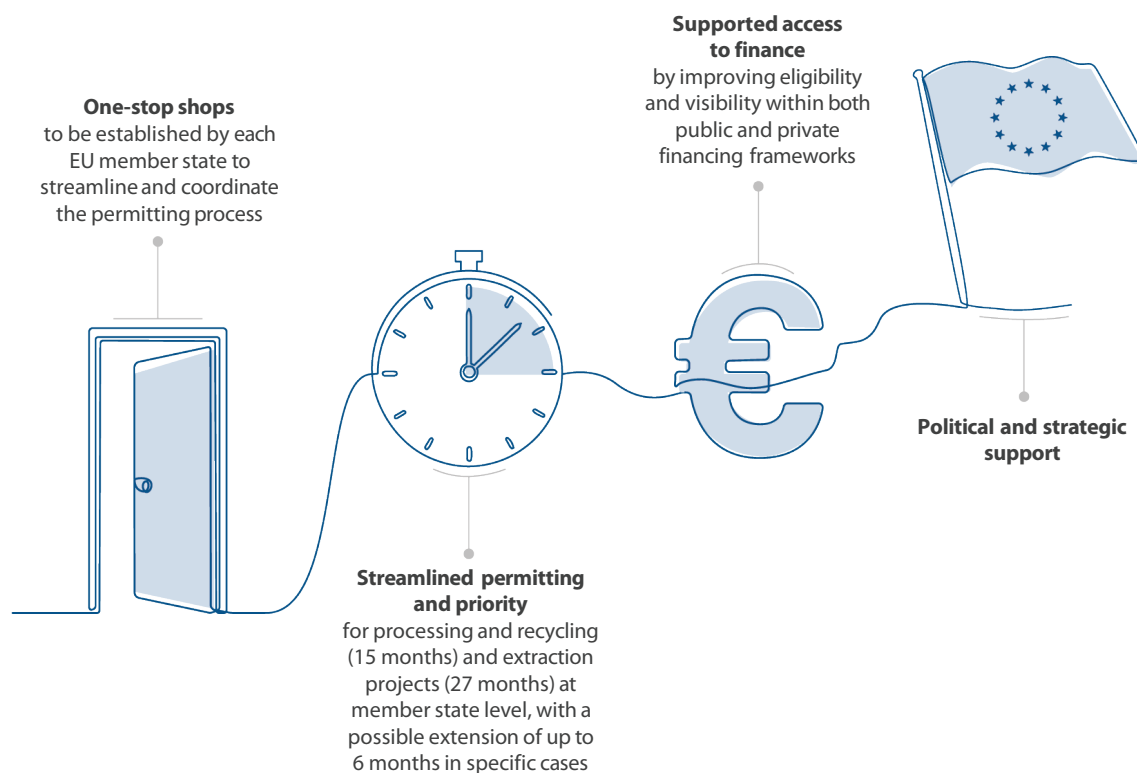 One-stop shops
to be established by each
EU member state to
streamline and coordinate
the permitting process
Streamlined permitting
and priority
for processing and recycling
(15 months) and extraction
projects (27 months) at
member state level, with a
possible extension of up to
6 months in specific cases
Supported access
to finance
by improving eligibility
and visibility within both
public and private
financing frameworks
Political and strategic
support